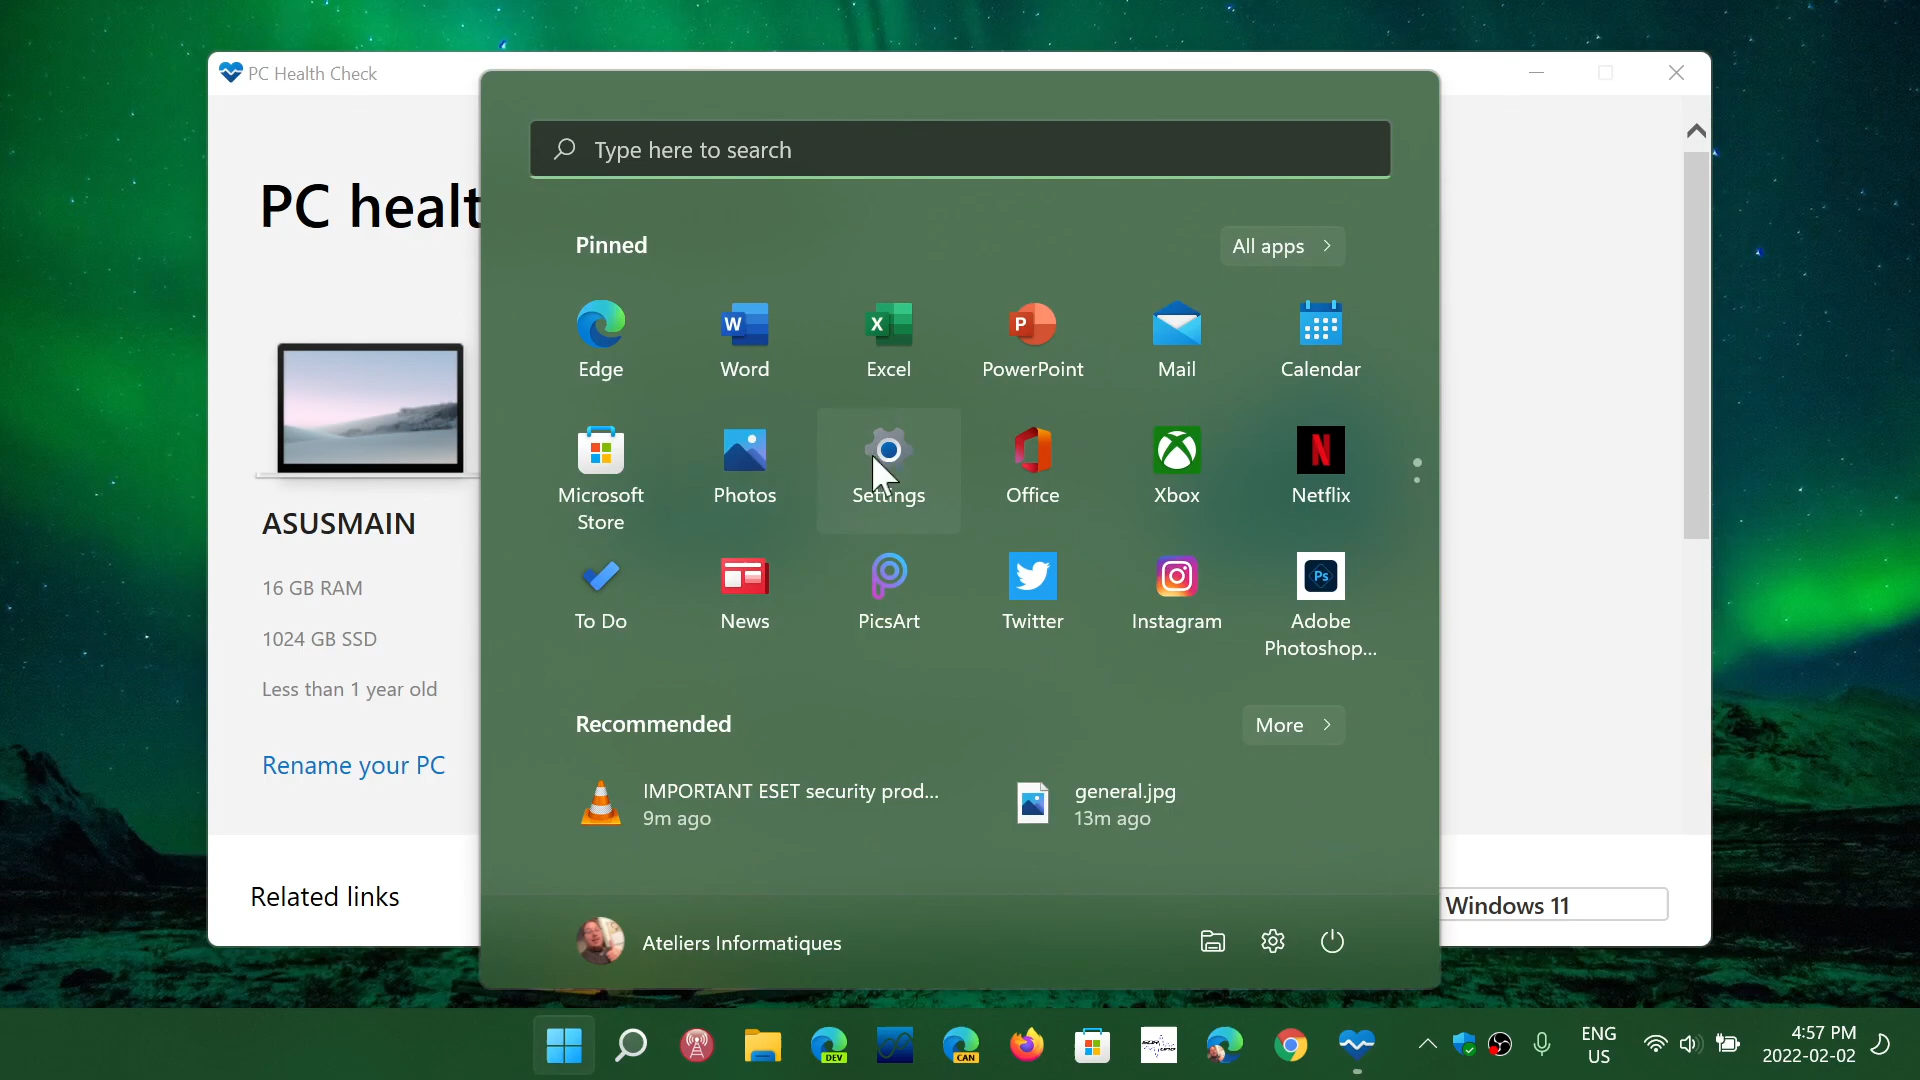 PC Health Check
PC healt
ASUSMAIN
16 GB RAM
1024 GB SSD
Less than 1 year old
Rename your PC
Related links
Windows 11
Type here to search
Pinned
All apps
Edge
Word
Excel
PowerPoint
Mail
Calendar
Microsoft
Store
Photos
Settings
Office
Xbox
Netflix
To Do
News
PicsArt
Twitter
Instagram
Adobe
Photoshop...
Recommended
More
IMPORTANT ESET security prod...
9m ago
general.jpg
13m ago
Ateliers Informatiques
DEV
CAN
ENG
US
4:57 PM
2022-02-02